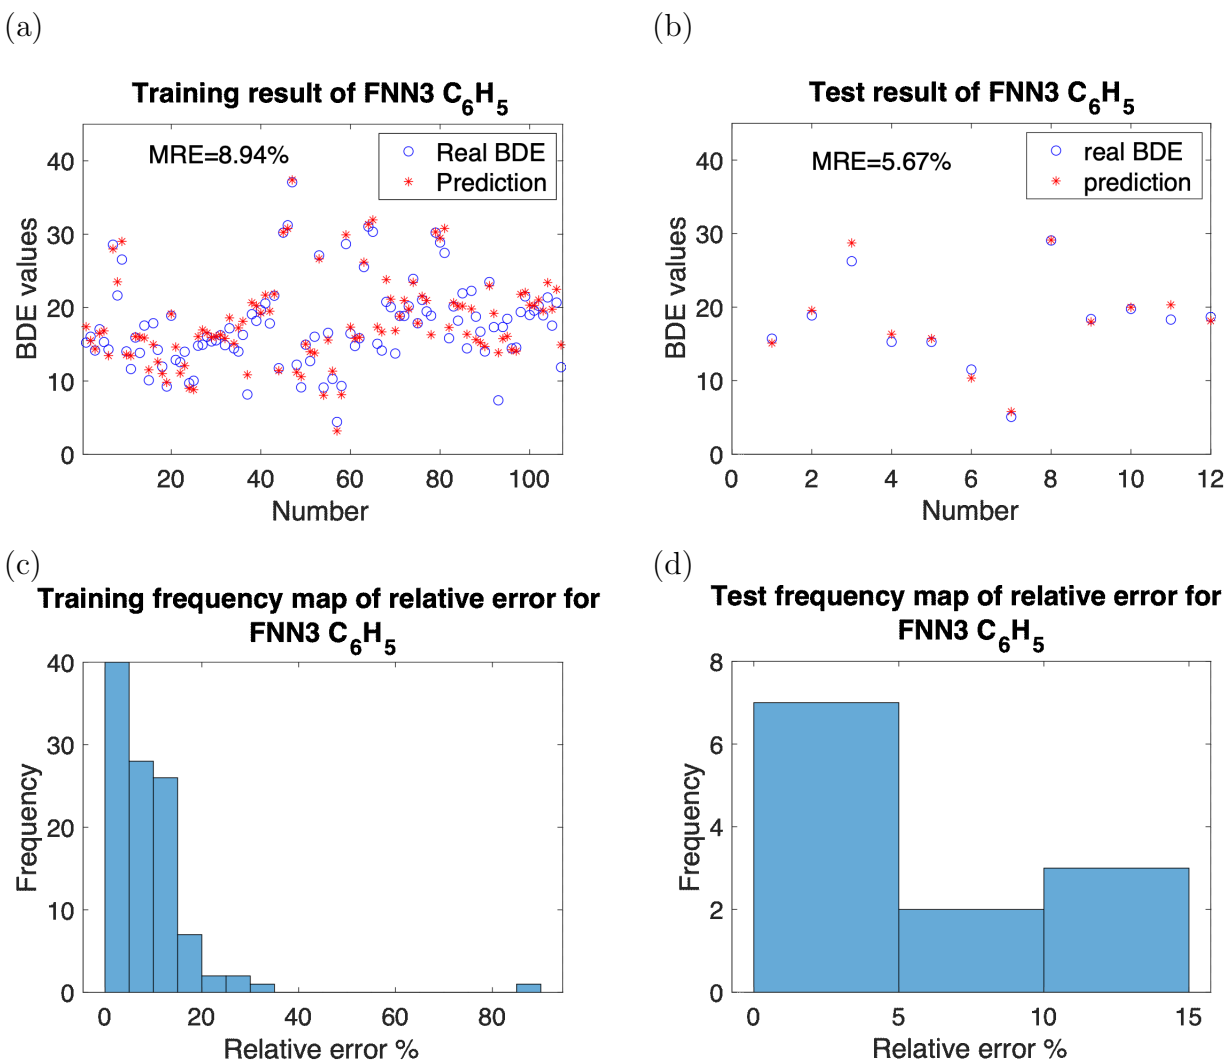 (a)
Training result of FNN3 C6H5
MRE=8.94%
Real BDE
Prediction
BDE values
40
30
20
10
0
20
40
60
80
100
Number
(b)
Test result of FNN3 C6H5
MRE=5.67%
real BDE
prediction
BDE values
40
30
20
10
0
0
2
4
6
8
10
12
Number
(c)
Training frequency map of relative error for
FNN3 C6H5
Frequency
40
30
20
10
0
0
20
40
60
80
Relative error %
(d)
Test frequency map of relative error for
FNN3 C6H5
Frequency
8
6
4
2
0
0
5
10
15
Relative error %